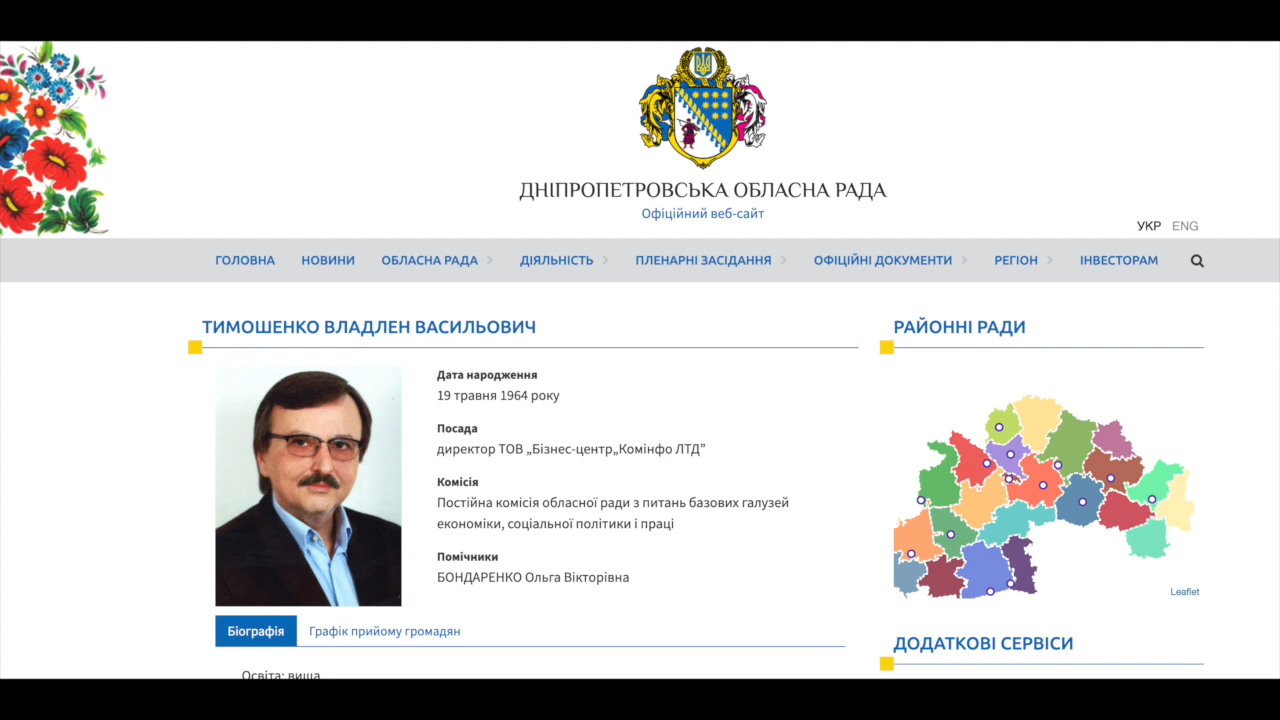 ДНІПРОПЕТРОВСЬКА ОБЛАСНА РАДА
Офіційний веб-сайт
УКР ENG
ГОЛОВНА НОВИНИ ОБЛАСНА РАДА ДІЯЛЬНІСТЬ ПЛЕНАРНІ ЗАСІДАННЯ ОФІЦІЙНІ ДОКУМЕНТИ РЕГІОН ІНВЕСТОРАМ
ТИМОШЕНКО ВЛАДЛЕН ВАСИЛЬОВИЧ
Дата народження
19 травня 1964 року
Посада
директор ТОВ „Бізнес-центр„Комінфо ЛТД”
Комісія
Постійна комісія обласної ради з питань базових галузей
економіки, соціальної політики і праці
Помічники
БОНДАРЕНКО Ольга Вікторівна
Біографія Графік прийому громадян
Освіта: вища
РАЙОННІ РАДИ
Leaflet
ДОДАТКОВІ СЕРВІСИ